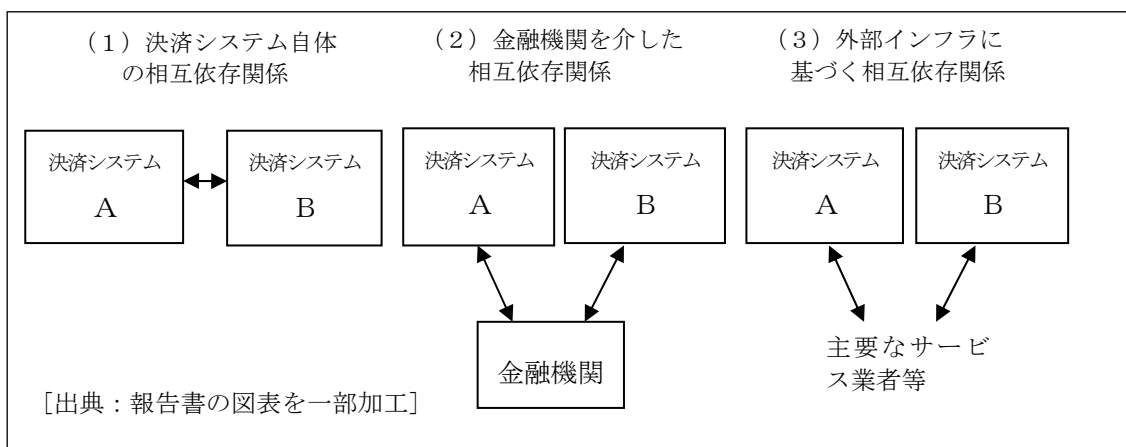 （１）決済システム自体
の相互依存関係
（２）金融機関を介した
相互依存関係
（３）外部インフラに
基づく相互依存関係
決済システム
Ａ
決済システム
Ｂ
決済システム
Ａ
決済システム
Ｂ
決済システム
Ａ
決済システム
Ｂ
金融機関
主要なサービ
ス業者等
［出典：報告書の図表を一部加工］